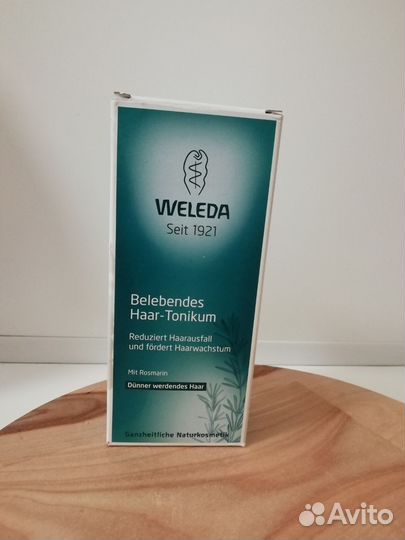 WELEDA
Seit 1921
Belebendes
Haar-Tonikum
Reduziert Haarausfall
und fördert Haarwachstum
Mit Rosmarin
Dünner werdendes Haar
Ganzheitliche Naturkosmetik
Avito